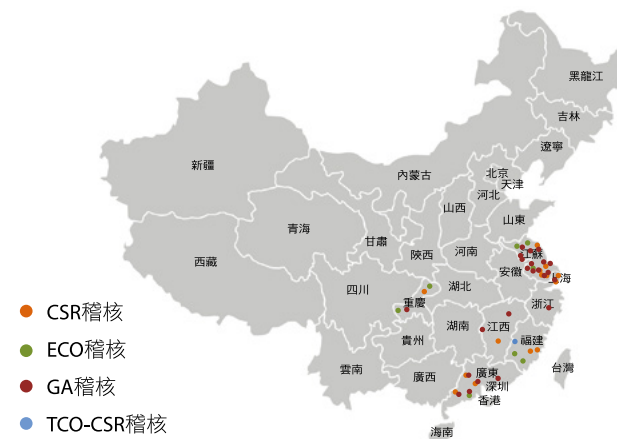 黑龍江
吉林
遼寧
新疆
內蒙古
北京
天津
河北
山西
山東
青海
甘肅
陝西
河南
江蘇
西藏
安徽
上海
四川
重慶
湖北
浙江
湖南
江西
貴州
福建
雲南
廣西
廣東
台灣
深圳
香港
海南
CSR稽核
ECO稽核
GA稽核
TCO-CSR稽核